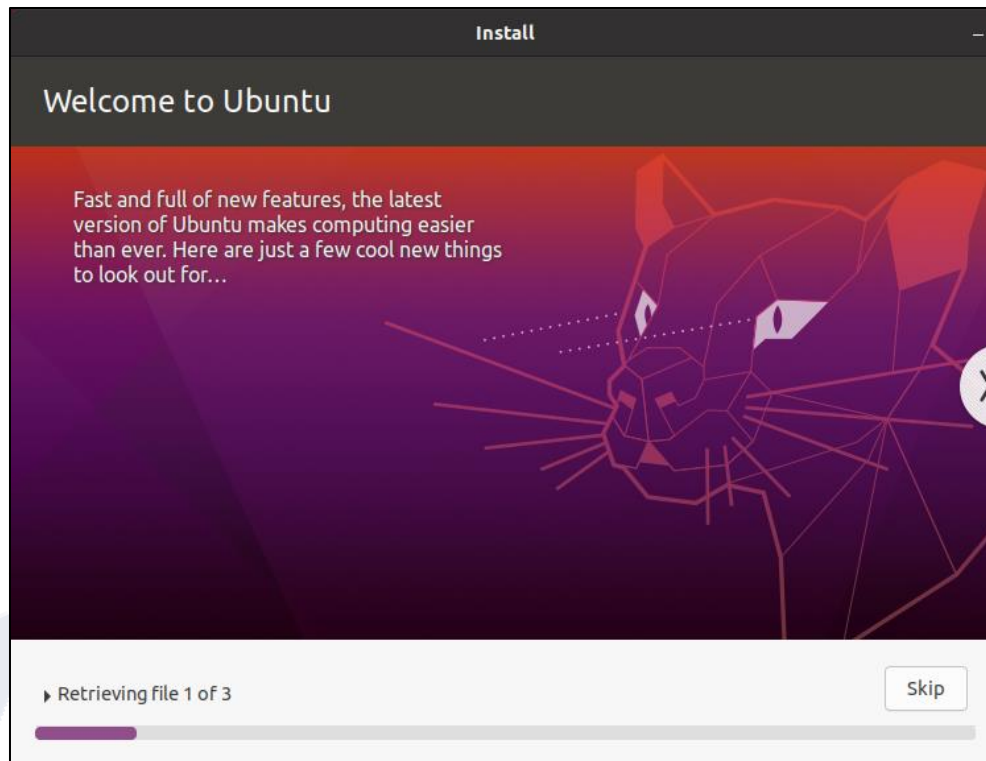 Install
Welcome to Ubuntu
Fast and full of new features, the latest
version of Ubuntu makes computing easier
than ever. Here are just a few cool new things
to look out for...
Retrieving file 1 of 3
Skip